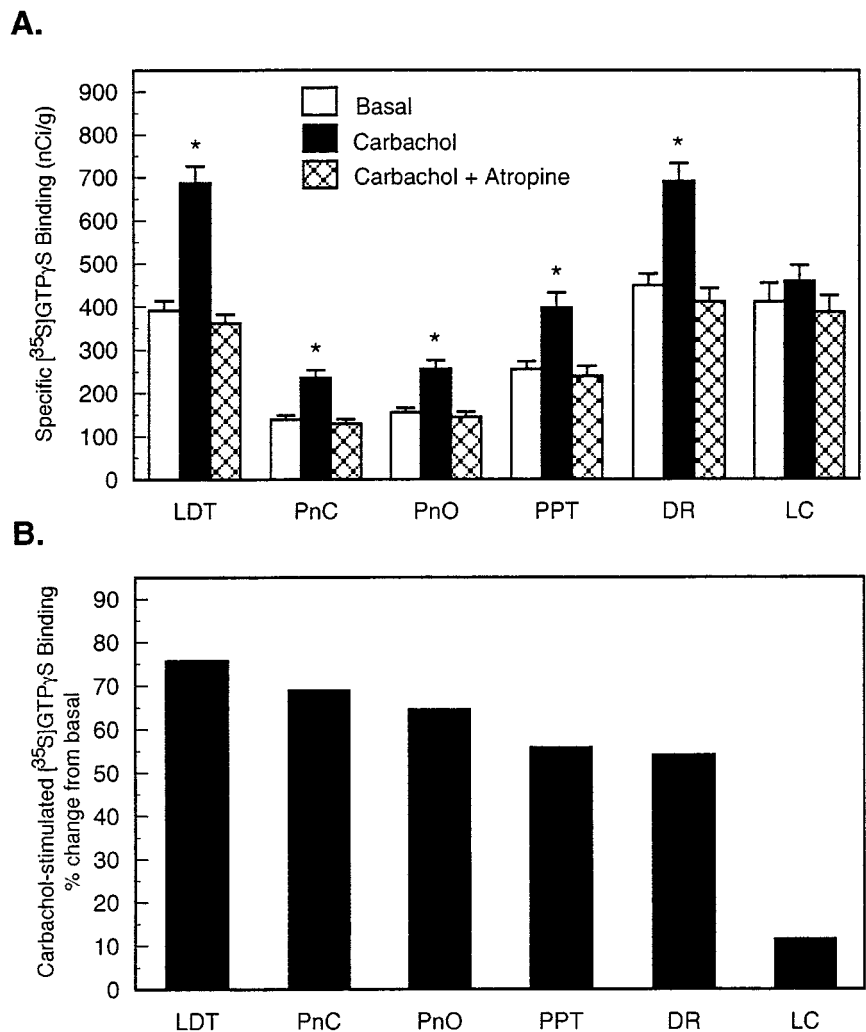 A.
Specific [³⁵S]GTPγS Binding (nCi/g)
900
800
700
600
500
400
300
200
100
0
Basal
Carbachol
Carbachol + Atropine
*
*
*
*
*
LDT PnC PnO PPT DR LC
B.
Carbachol-stimulated [³⁵S]GTPγS Binding
% change from basal
90
80
70
60
50
40
30
20
10
0
LDT PnC PnO PPT DR LC